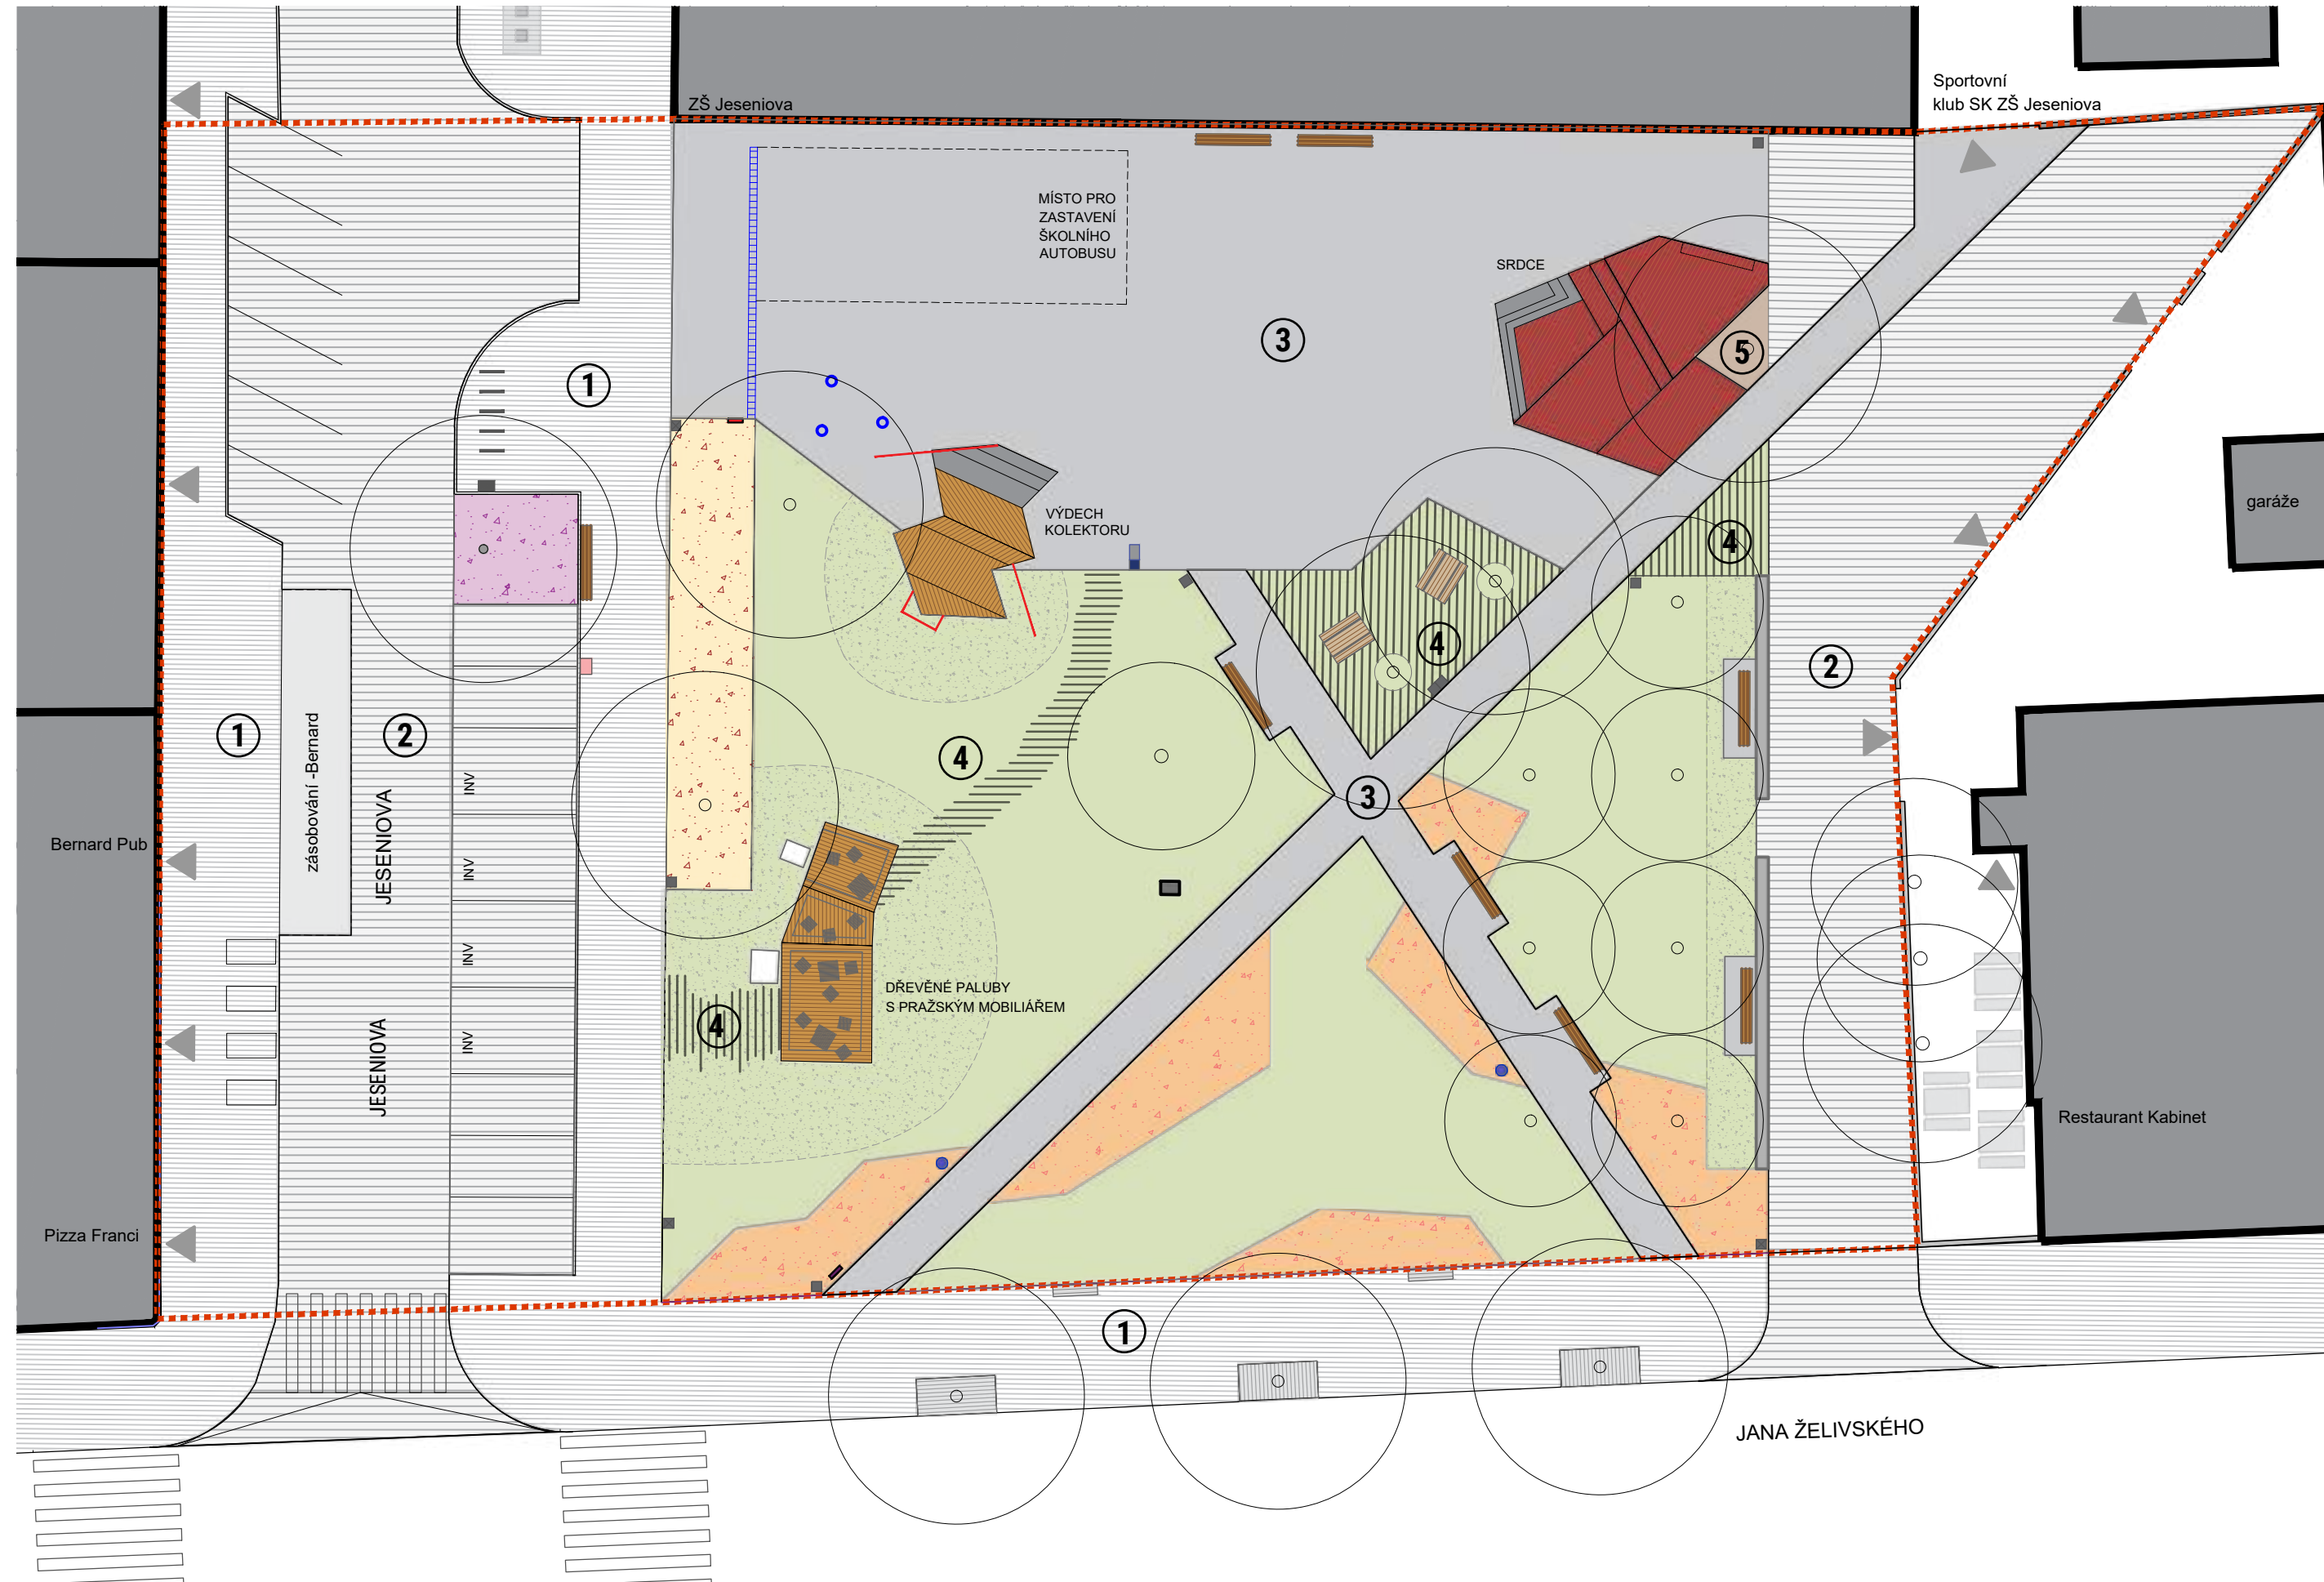 ZŠ Jeseniova
Sportovní
klub SK ZŠ Jeseniova
MÍSTO PRO
ZASTAVENÍ
ŠKOLNÍHO
AUTOBUSU
SRDCE
3
5
1
garáže
VÝDECH
KOLEKTORU
4
4
2
1
2
4
3
zásobování -Bernard
JESENIOVA
INV
INV
INV
INV
Bernard Pub
DŘEVĚNÉ PALUBY
S PRAŽSKÝM MOBILIÁŘEM
4
JESENIOVA
Restaurant Kabinet
Pizza Franci
1
JANA ŽELIVSKÉHO